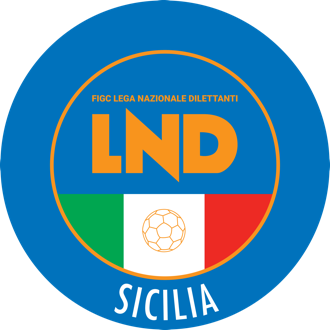 FIGC LEGA NAZIONALE DILETTANTI
LND
SICILIA